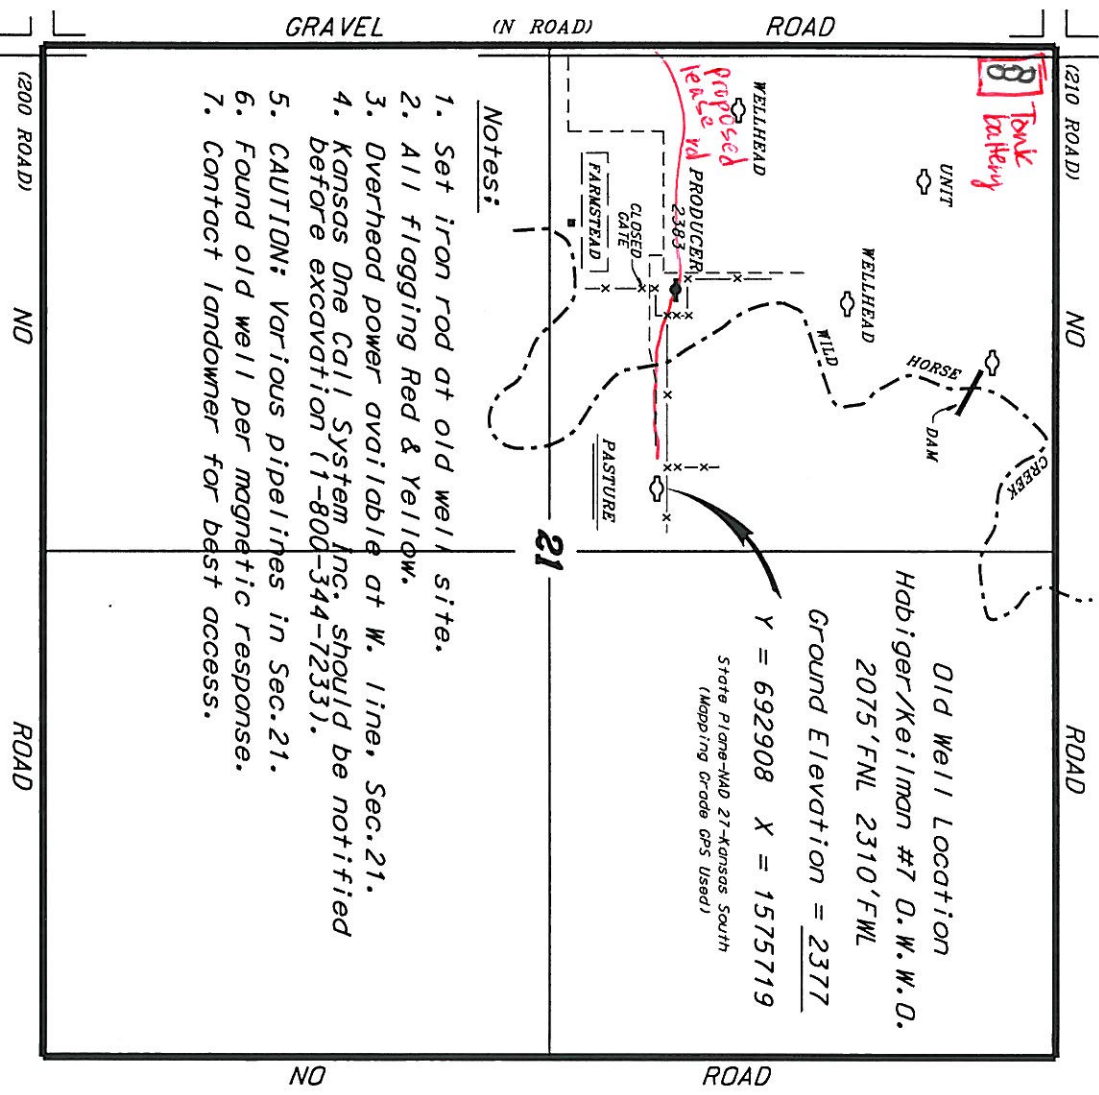 GRAVEL (N ROAD) ROAD
(210 ROAD) NO ROAD
8 Tank
battery
UNIT
WELLHEAD
Proposed
lease rd
PRODUCER
2383
CLOSED
GATE
FARMSTEAD
WELLHEAD
WILD
HORSE
CREEK
DAM
PASTURE
21
Old Well Location
Habiger/Keilman #7 O.W.W.O.
2075'FNL 2310'FWL
Ground Elevation = 2377
Y = 692908 X = 1575719
State Plane-NAD 27-Kansas South
(Mapping Grade GPS Used)
Notes:
1. Set iron rod at old well site.
2. All flagging Red & Yellow.
3. Overhead power available at W. line, Sec.21.
4. Kansas One Call System Inc. should be notified
before excavation (1-800-344-7233).
5. CAUTION: Various pipelines in Sec.21.
6. Found old well per magnetic response.
7. Contact landowner for best access.
(200 ROAD) NO ROAD
NO ROAD